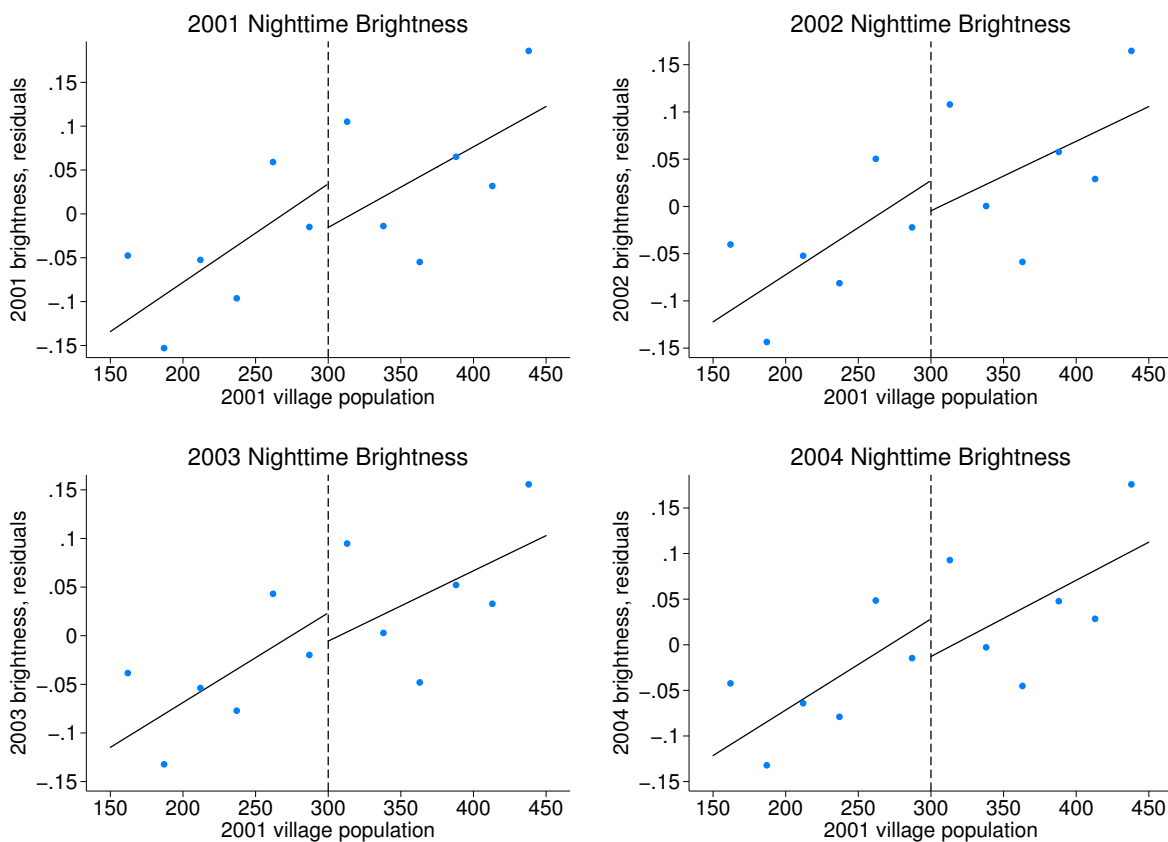 2001 Nighttime Brightness
2001 brightness, residuals
.15
.1
.05
0
−.05
−.1
−.15
150 200 250 300 350 400 450
2001 village population
2002 Nighttime Brightness
2002 brightness, residuals
.15
.1
.05
0
−.05
−.1
−.15
150 200 250 300 350 400 450
2001 village population
2003 Nighttime Brightness
2003 brightness, residuals
.15
.1
.05
0
−.05
−.1
−.15
150 200 250 300 350 400 450
2001 village population
2004 Nighttime Brightness
2004 brightness, residuals
.15
.1
.05
0
−.05
−.1
−.15
150 200 250 300 350 400 450
2001 village population